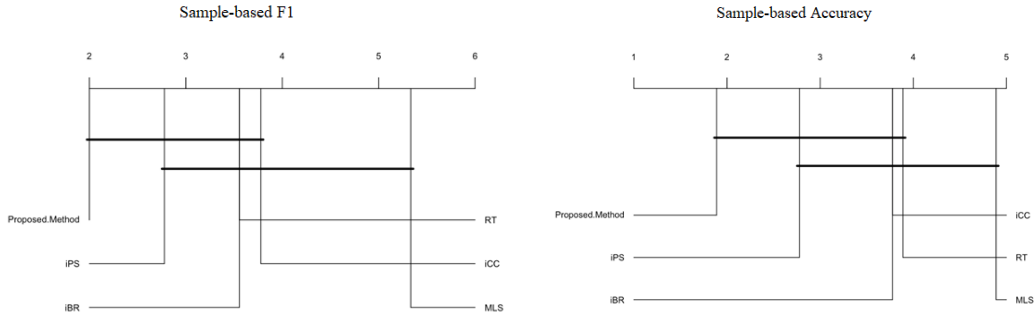 Sample-based F1
2 3 4 5 6
Proposed.Method
RT
iPS
iCC
iBR
MLS
Sample-based Accuracy
1 2 3 4 5
Proposed.Method
iCC
iPS
RT
iBR
MLS